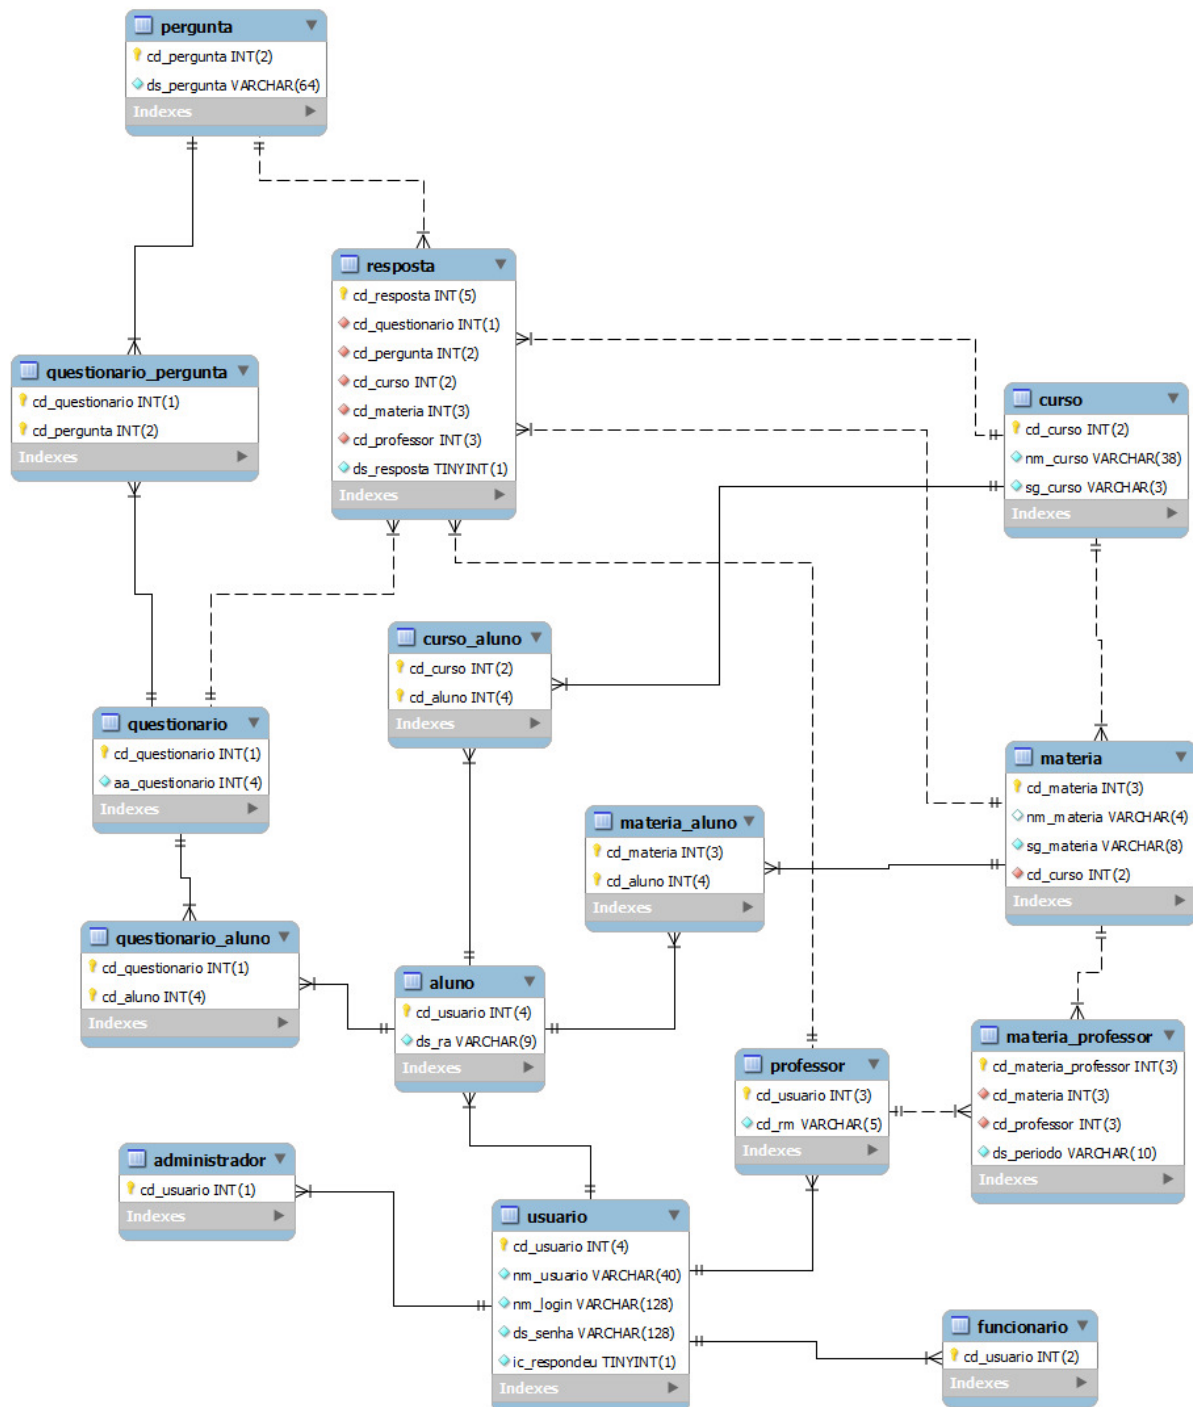 pergunta
cd_pergunta INT(2)
ds_pergunta VARCHAR(64)
Indexes
resposta
cd_resposta INT(5)
cd_questionario INT(1)
cd_pergunta INT(2)
cd_curso INT(2)
cd_materia INT(3)
cd_professor INT(3)
ds_resposta TINYINT(1)
Indexes
questionario_pergunta
cd_questionario INT(1)
cd_pergunta INT(2)
Indexes
curso
cd_curso INT(2)
nm_curso VARCHAR(38)
sg_curso VARCHAR(3)
Indexes
curso_aluno
cd_curso INT(2)
cd_aluno INT(4)
Indexes
questionario
cd_questionario INT(1)
aa_questionario INT(4)
Indexes
materia
cd_materia INT(3)
nm_materia VARCHAR(4)
sg_materia VARCHAR(8)
cd_curso INT(2)
Indexes
materia_aluno
cd_materia INT(3)
cd_aluno INT(4)
Indexes
questionario_aluno
cd_questionario INT(1)
cd_aluno INT(4)
Indexes
aluno
cd_usuario INT(4)
ds_ra VARCHAR(9)
Indexes
professor
cd_usuario INT(3)
cd_rm VARCHAR(5)
Indexes
materia_professor
cd_materia_professor INT(3)
cd_materia INT(3)
cd_professor INT(3)
ds_periodo VARCHAR(10)
Indexes
administrador
cd_usuario INT(1)
Indexes
usuario
cd_usuario INT(4)
nm_usuario VARCHAR(40)
nm_login VARCHAR(128)
ds_senha VARCHAR(128)
ic_respondeu TINYINT(1)
Indexes
funcionario
cd_usuario INT(2)
Indexes